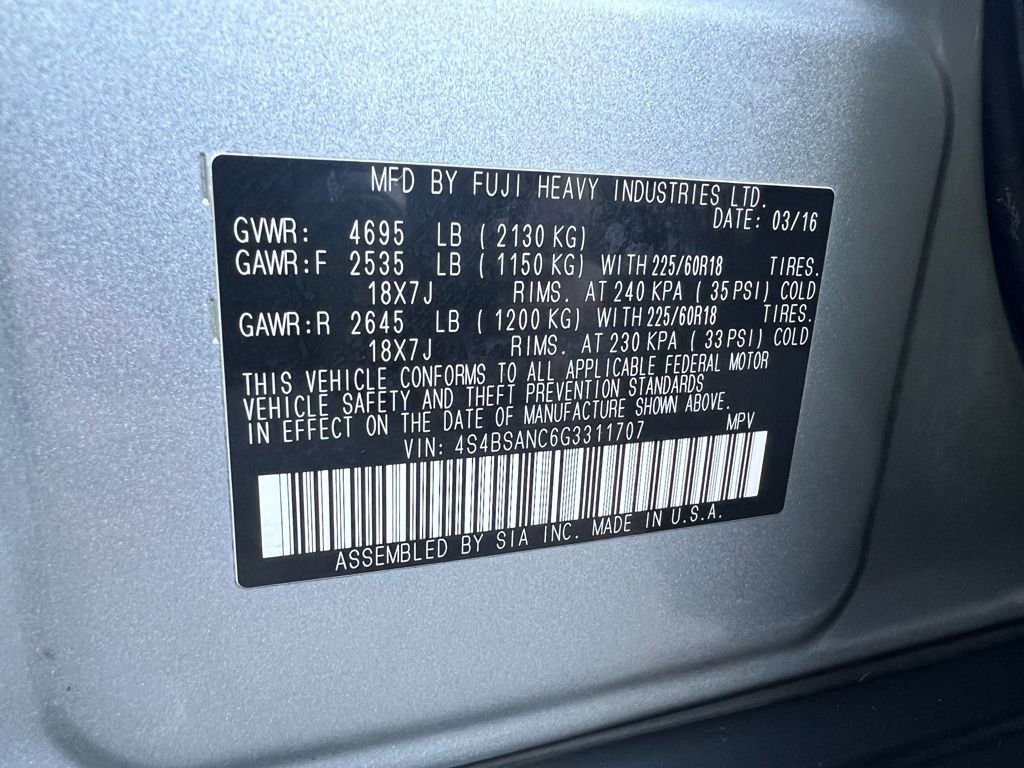 MFD BY FUJI HEAVY INDUSTRIES LTD.
DATE: 03/16
GVWR: 4695 LB ( 2130 KG)
GAWR:F 2535 LB ( 1150 KG) WITH 225/60R18 TIRES.
18X7J RIMS. AT 240 KPA ( 35 PSI) COLD
GAWR:R 2645 LB ( 1200 KG) WITH 225/60R18 TIRES.
18X7J RIMS. AT 230 KPA ( 33 PSI) COLD
THIS VEHICLE CONFORMS TO ALL APPLICABLE FEDERAL MOTOR
VEHICLE SAFETY AND THEFT PREVENTION STANDARDS
IN EFFECT ON THE DATE OF MANUFACTURE SHOWN ABOVE.
VIN: 4S4BSANC6G3311707 MPV
ASSEMBLED BY SIA INC. MADE IN U.S.A.